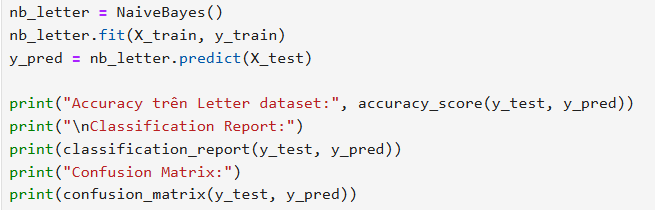 nb_letter = NaiveBayes()
nb_letter.fit(X_train, y_train)
y_pred = nb_letter.predict(X_test)
print("Accuracy trên Letter dataset:", accuracy_score(y_test, y_pred))
print("\nClassification Report:")
print(classification_report(y_test, y_pred))
print("Confusion Matrix:")
print(confusion_matrix(y_test, y_pred))